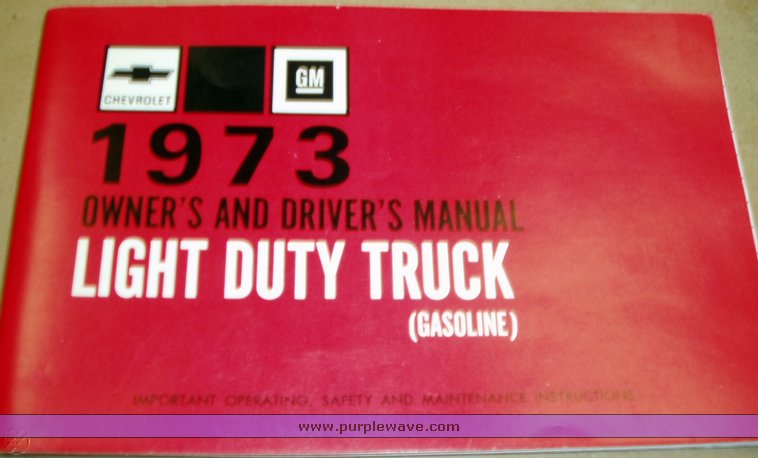 CHEVROLET
GM
1973
OWNER'S AND DRIVER'S MANUAL
LIGHT DUTY TRUCK
(GASOLINE)
IMPORTANT OPERATING, SAFETY AND MAINTENANCE INSTRUCTIONS
www.purplewave.com